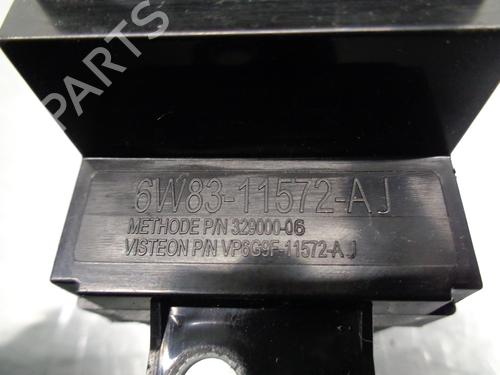 PARTS
6W83-11572-AJ
METHODE P/N 329000-06
VISTEON P/N VP6G9F-11572-AJ